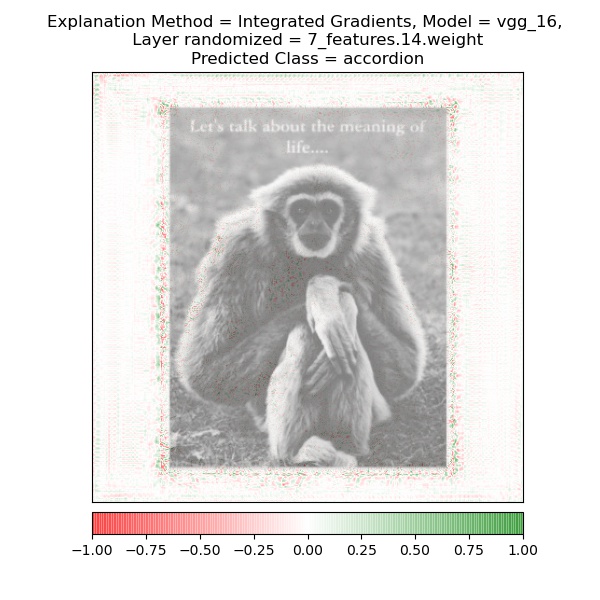 Explanation Method = Integrated Gradients, Model = vgg_16,
Layer randomized = 7_features.14.weight
Predicted Class = accordion
Let's talk about the meaning of
life....
−1.00 −0.75 −0.50 −0.25 0.00 0.25 0.50 0.75 1.00